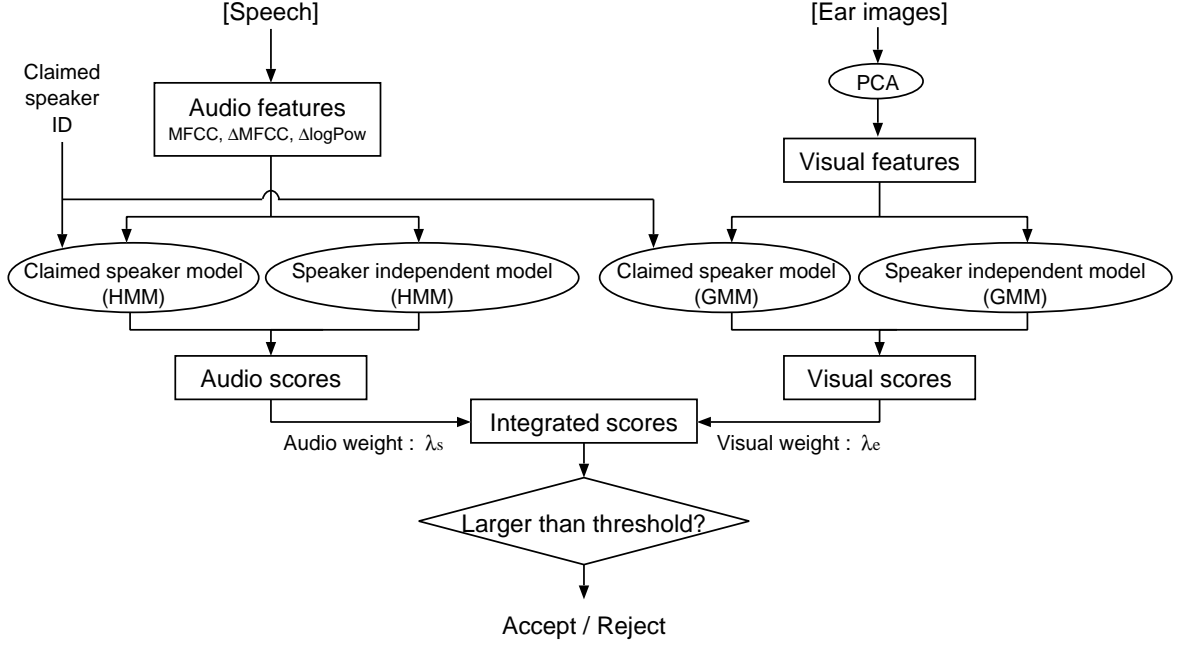 [Speech]
[Ear images]
Claimed
speaker
ID
Audio features
MFCC, ΔMFCC, ΔlogPow
PCA
Visual features
Claimed speaker model
(HMM)
Speaker independent model
(HMM)
Claimed speaker model
(GMM)
Speaker independent model
(GMM)
Audio scores
Visual scores
Integrated scores
Audio weight : λs
Visual weight : λe
Larger than threshold?
Accept / Reject